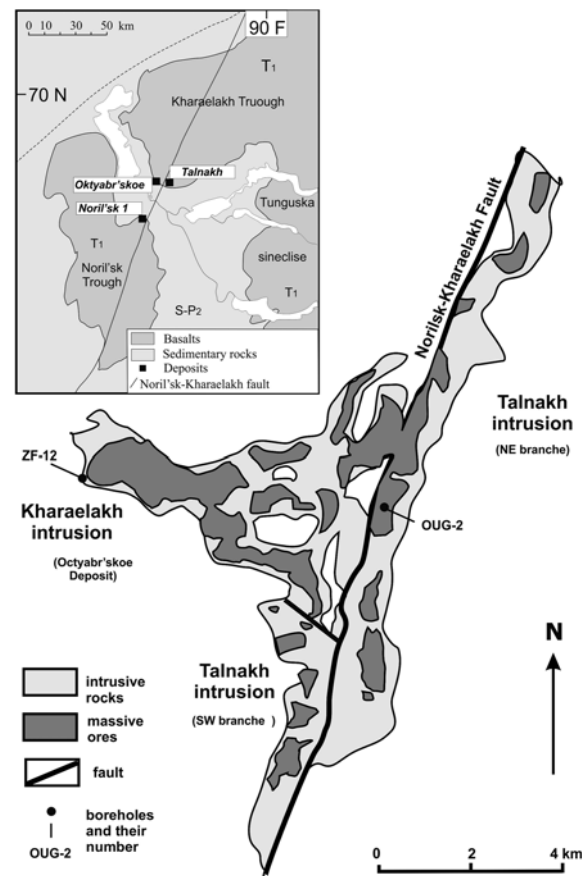 0 10 30 50 km
90 F
70 N
T1
Kharaelakh Truough
Oktyabr'skoe
Talnakh
Noril'sk 1
Tunguska
sineclise
T1
T1
Noril'sk
Trough
S-P2
Basalts
Sedimentary rocks
Deposits
Noril'sk-Kharaelakh fault
Norilsk-Kharaelakh Fault
Talnakh
intrusion
(NE branche)
ZF-12
Kharaelakh
intrusion
(Octyabr'skoe
Deposit)
OUG-2
Talnakh
intrusion
(SW branche )
N
intrusive
rocks
massive
ores
fault
boreholes
and their
number
OUG-2
0 2 4 km